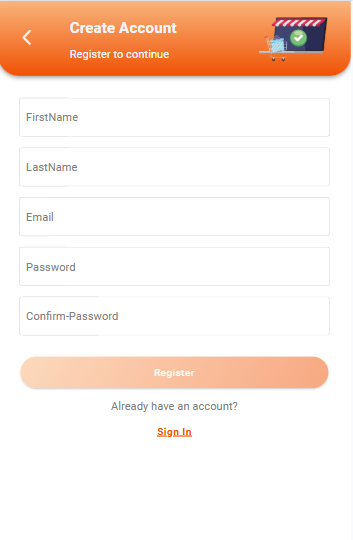 Create Account
Register to continue
FirstName
LastName
Email
Password
Confirm-Password
Register
Already have an account?
Sign In